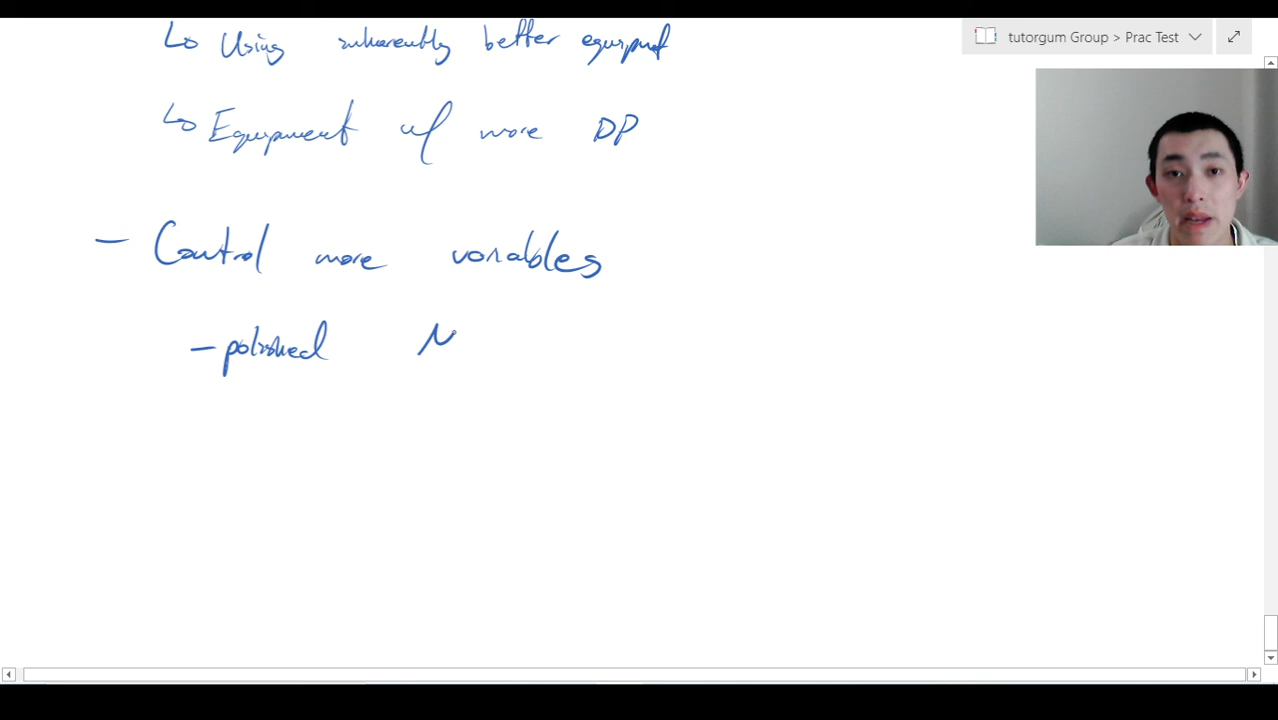 ↳ Using inherently better equipment
tutorgum Group > Prac Test
↳ Equipment w/ more DP
- Control more variables
- polished N